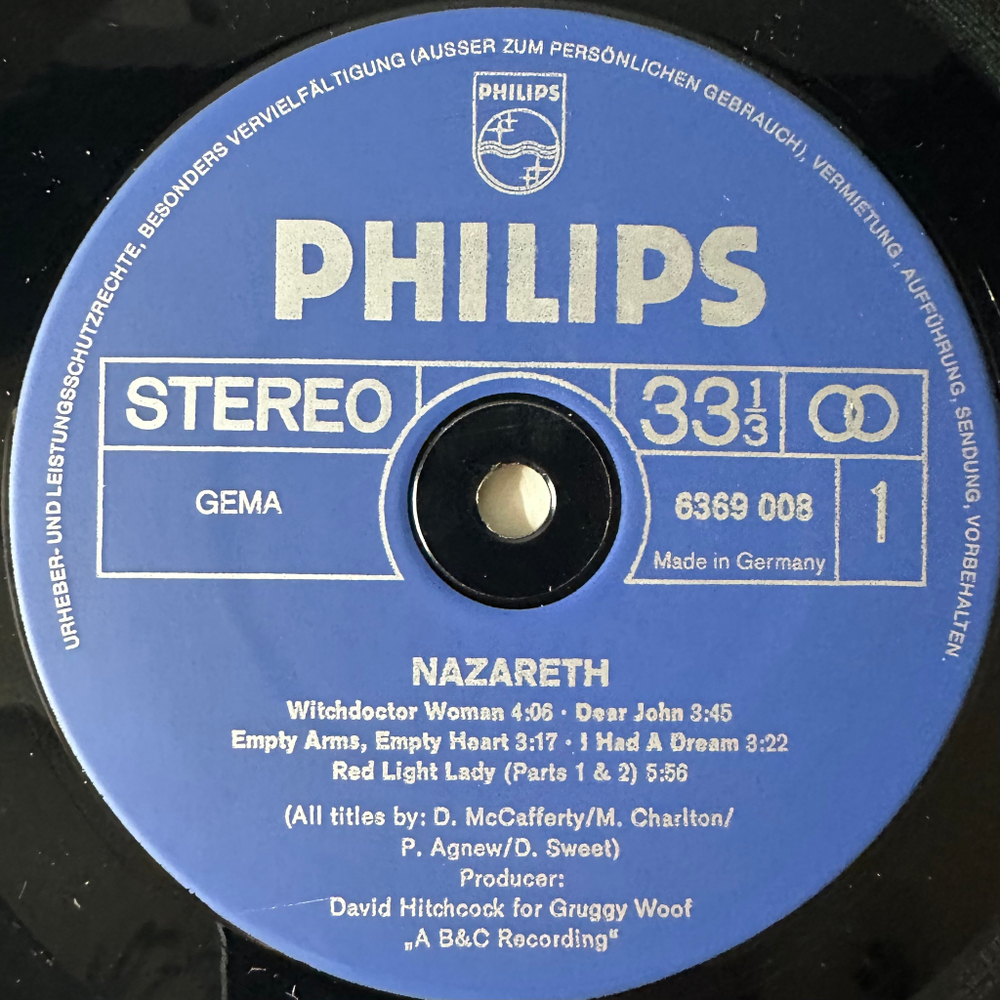 URHEBER- UND LEISTUNGSSCHUTZRECHTE, BESONDERS VERVIELFÄLTIGUNG (AUSSER ZUM PERSÖNLICHEN GEBRAUCH), VERMIETUNG, AUFFÜHRUNG, SENDUNG, VORBEHALTEN.
PHILIPS
PHILIPS
STEREO 33 1/3
GEMA 6369 008 1
Made in Germany
NAZARETH
Witchdoctor Woman 4:06 · Dear John 3:45
Empty Arms, Empty Heart 3:17 · I Had A Dream 3:22
Red Light Lady (Parts 1 & 2) 5:56
(All titles by: D. McCafferty/M. Charlton/
P. Agnew/D. Sweet)
Producer:
David Hitchcock for Gruggy Woof
„A B&C Recording“